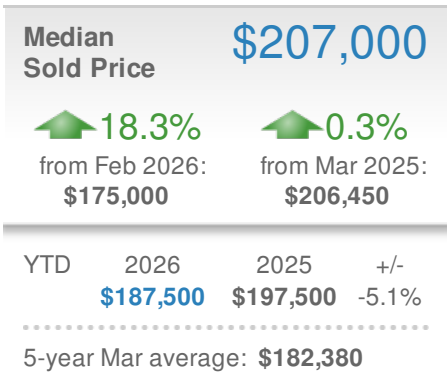 Median $207,000
Sold Price
18.3% 0.3%
from Feb 2026: from Mar 2025:
$175,000 $206,450
YTD 2026 2025 +/-
$187,500 $197,500 -5.1%
5-year Mar average: $182,380